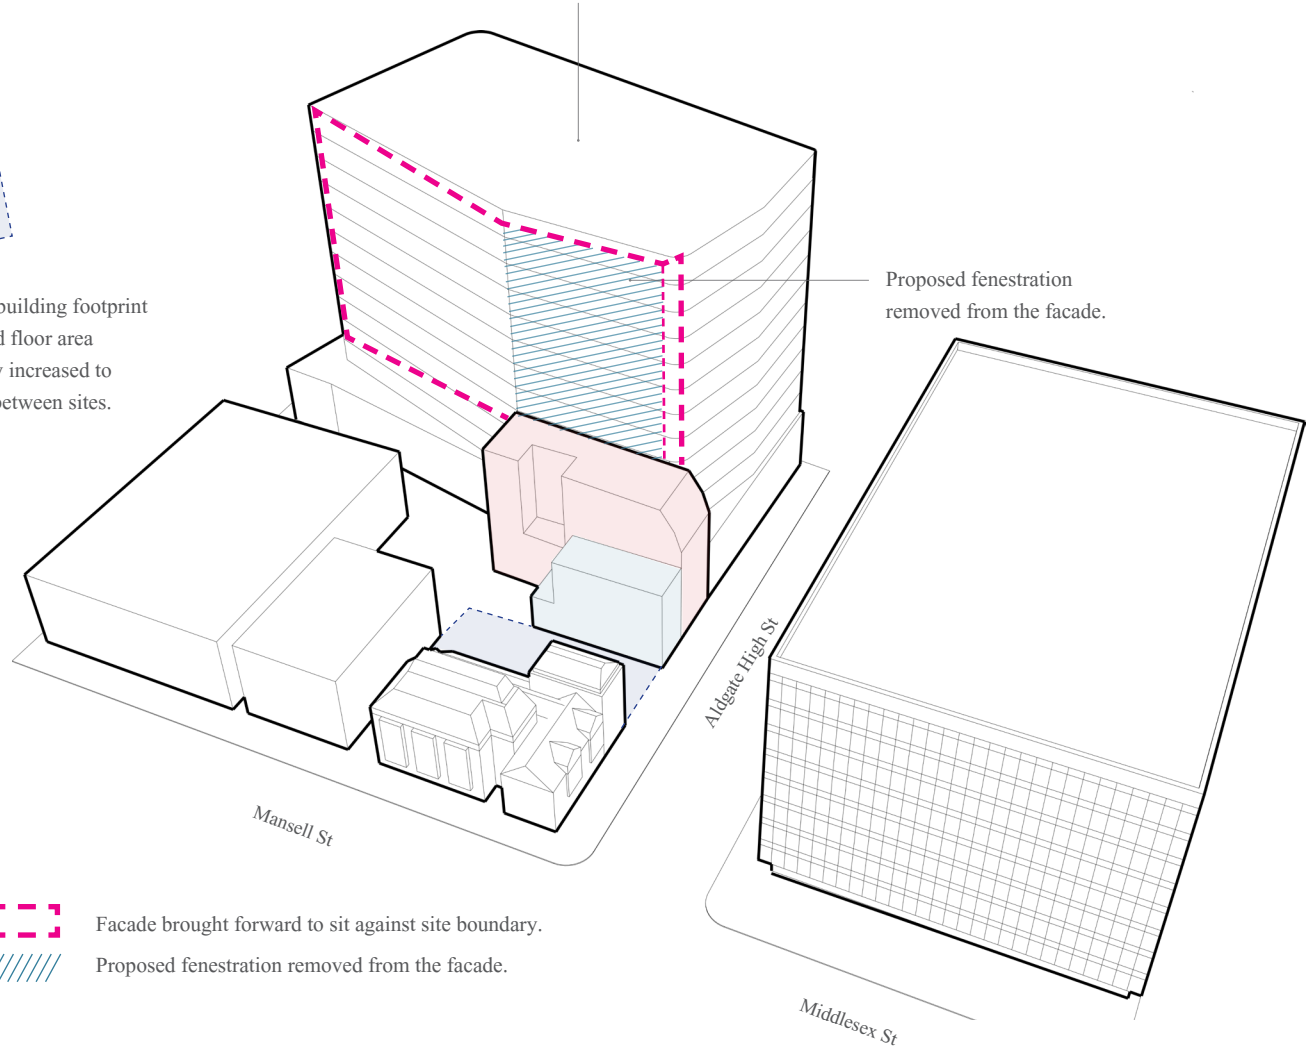 building footprint
floor area
increased to
between sites.
Proposed fenestration
removed from the facade.
Aldgate High St
Mansell St
Facade brought forward to sit against site boundary.
Proposed fenestration removed from the facade.
Middlesex St